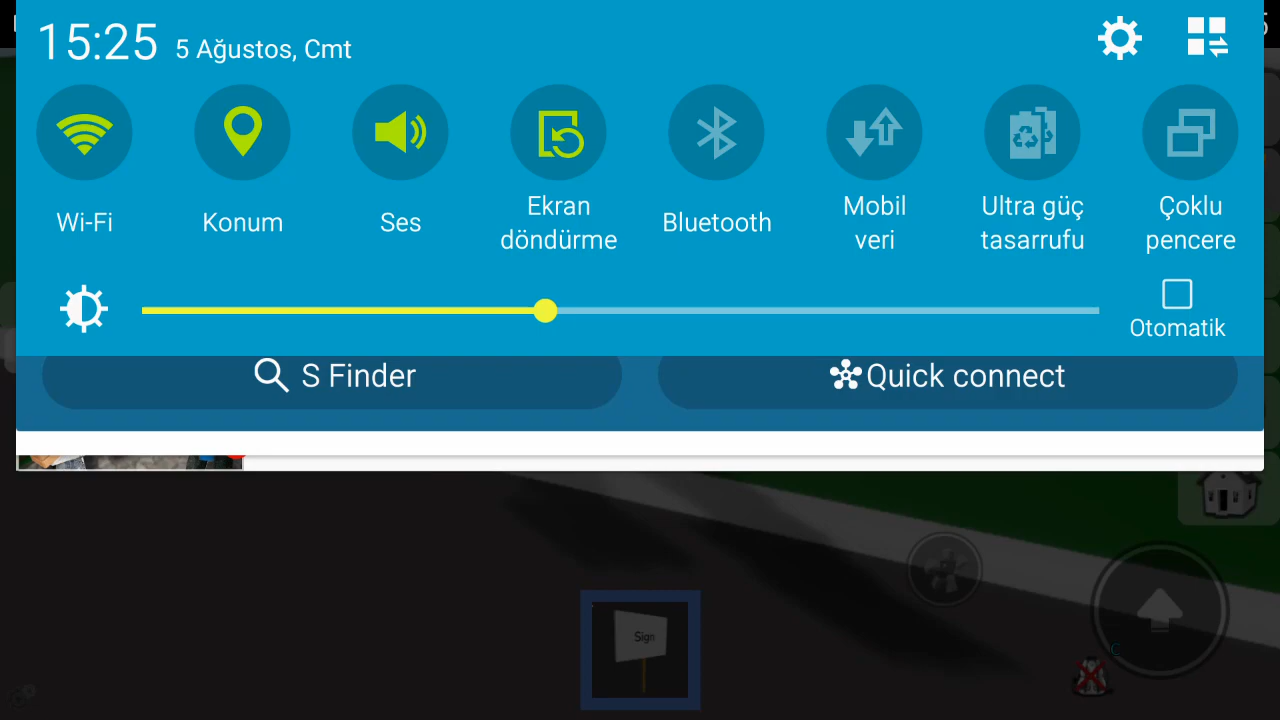 15:25 5 Ağustos, Cmt
Wi-Fi
Konum
Ses
Ekran
döndürme
Bluetooth
Mobil
veri
Ultra güç
tasarrufu
Çoklu
pencere
Otomatik
S Finder
Quick connect
Sign
C